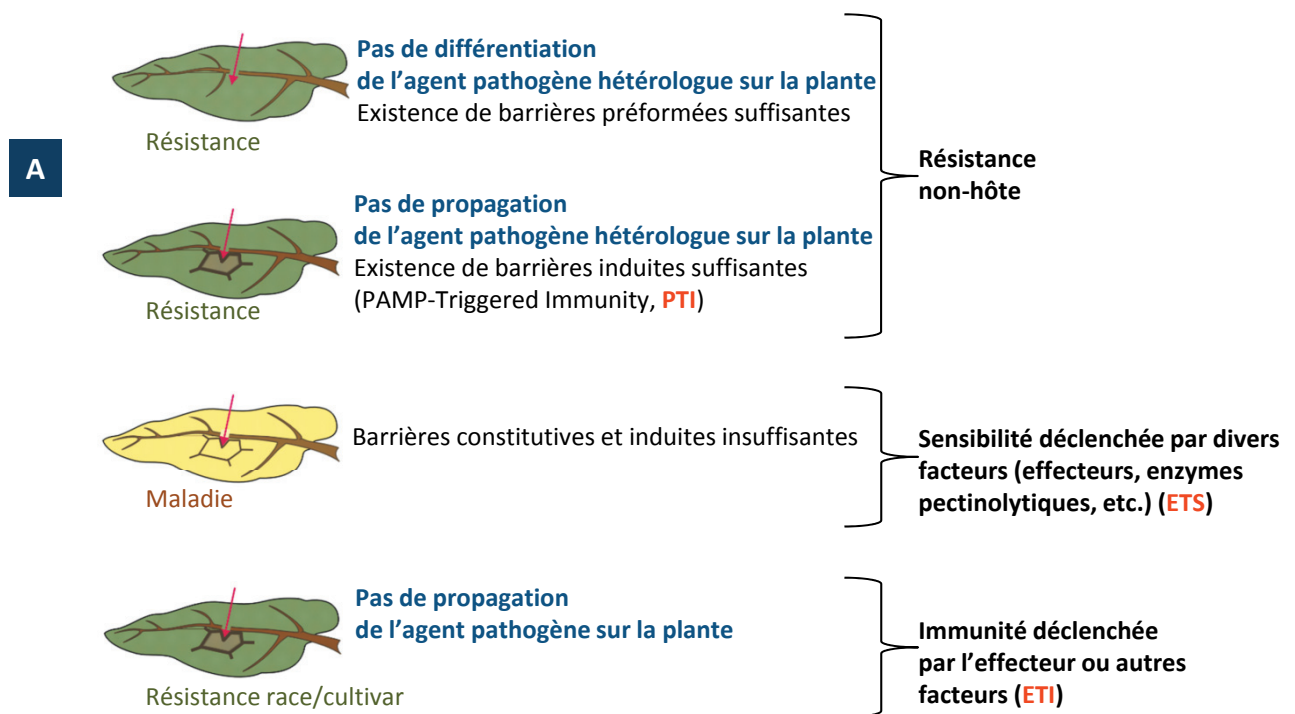 Pas de différentiation
de l'agent pathogène hétérologue sur la plante
Existence de barrières préformées suffisantes
Résistance
A
Résistance
non-hôte
Pas de propagation
de l'agent pathogène hétérologue sur la plante
Existence de barrières induites suffisantes
(PAMP-Triggered Immunity, PTI)
Résistance
Barrières constitutives et induites insuffisantes
Maladie
Sensibilité déclenchée par divers
facteurs (effecteurs, enzymes
pectinolytiques, etc.) (ETS)
Pas de propagation
de l'agent pathogène sur la plante
Résistance race/cultivar
Immunité déclenchée
par l'effecteur ou autres
facteurs (ETI)